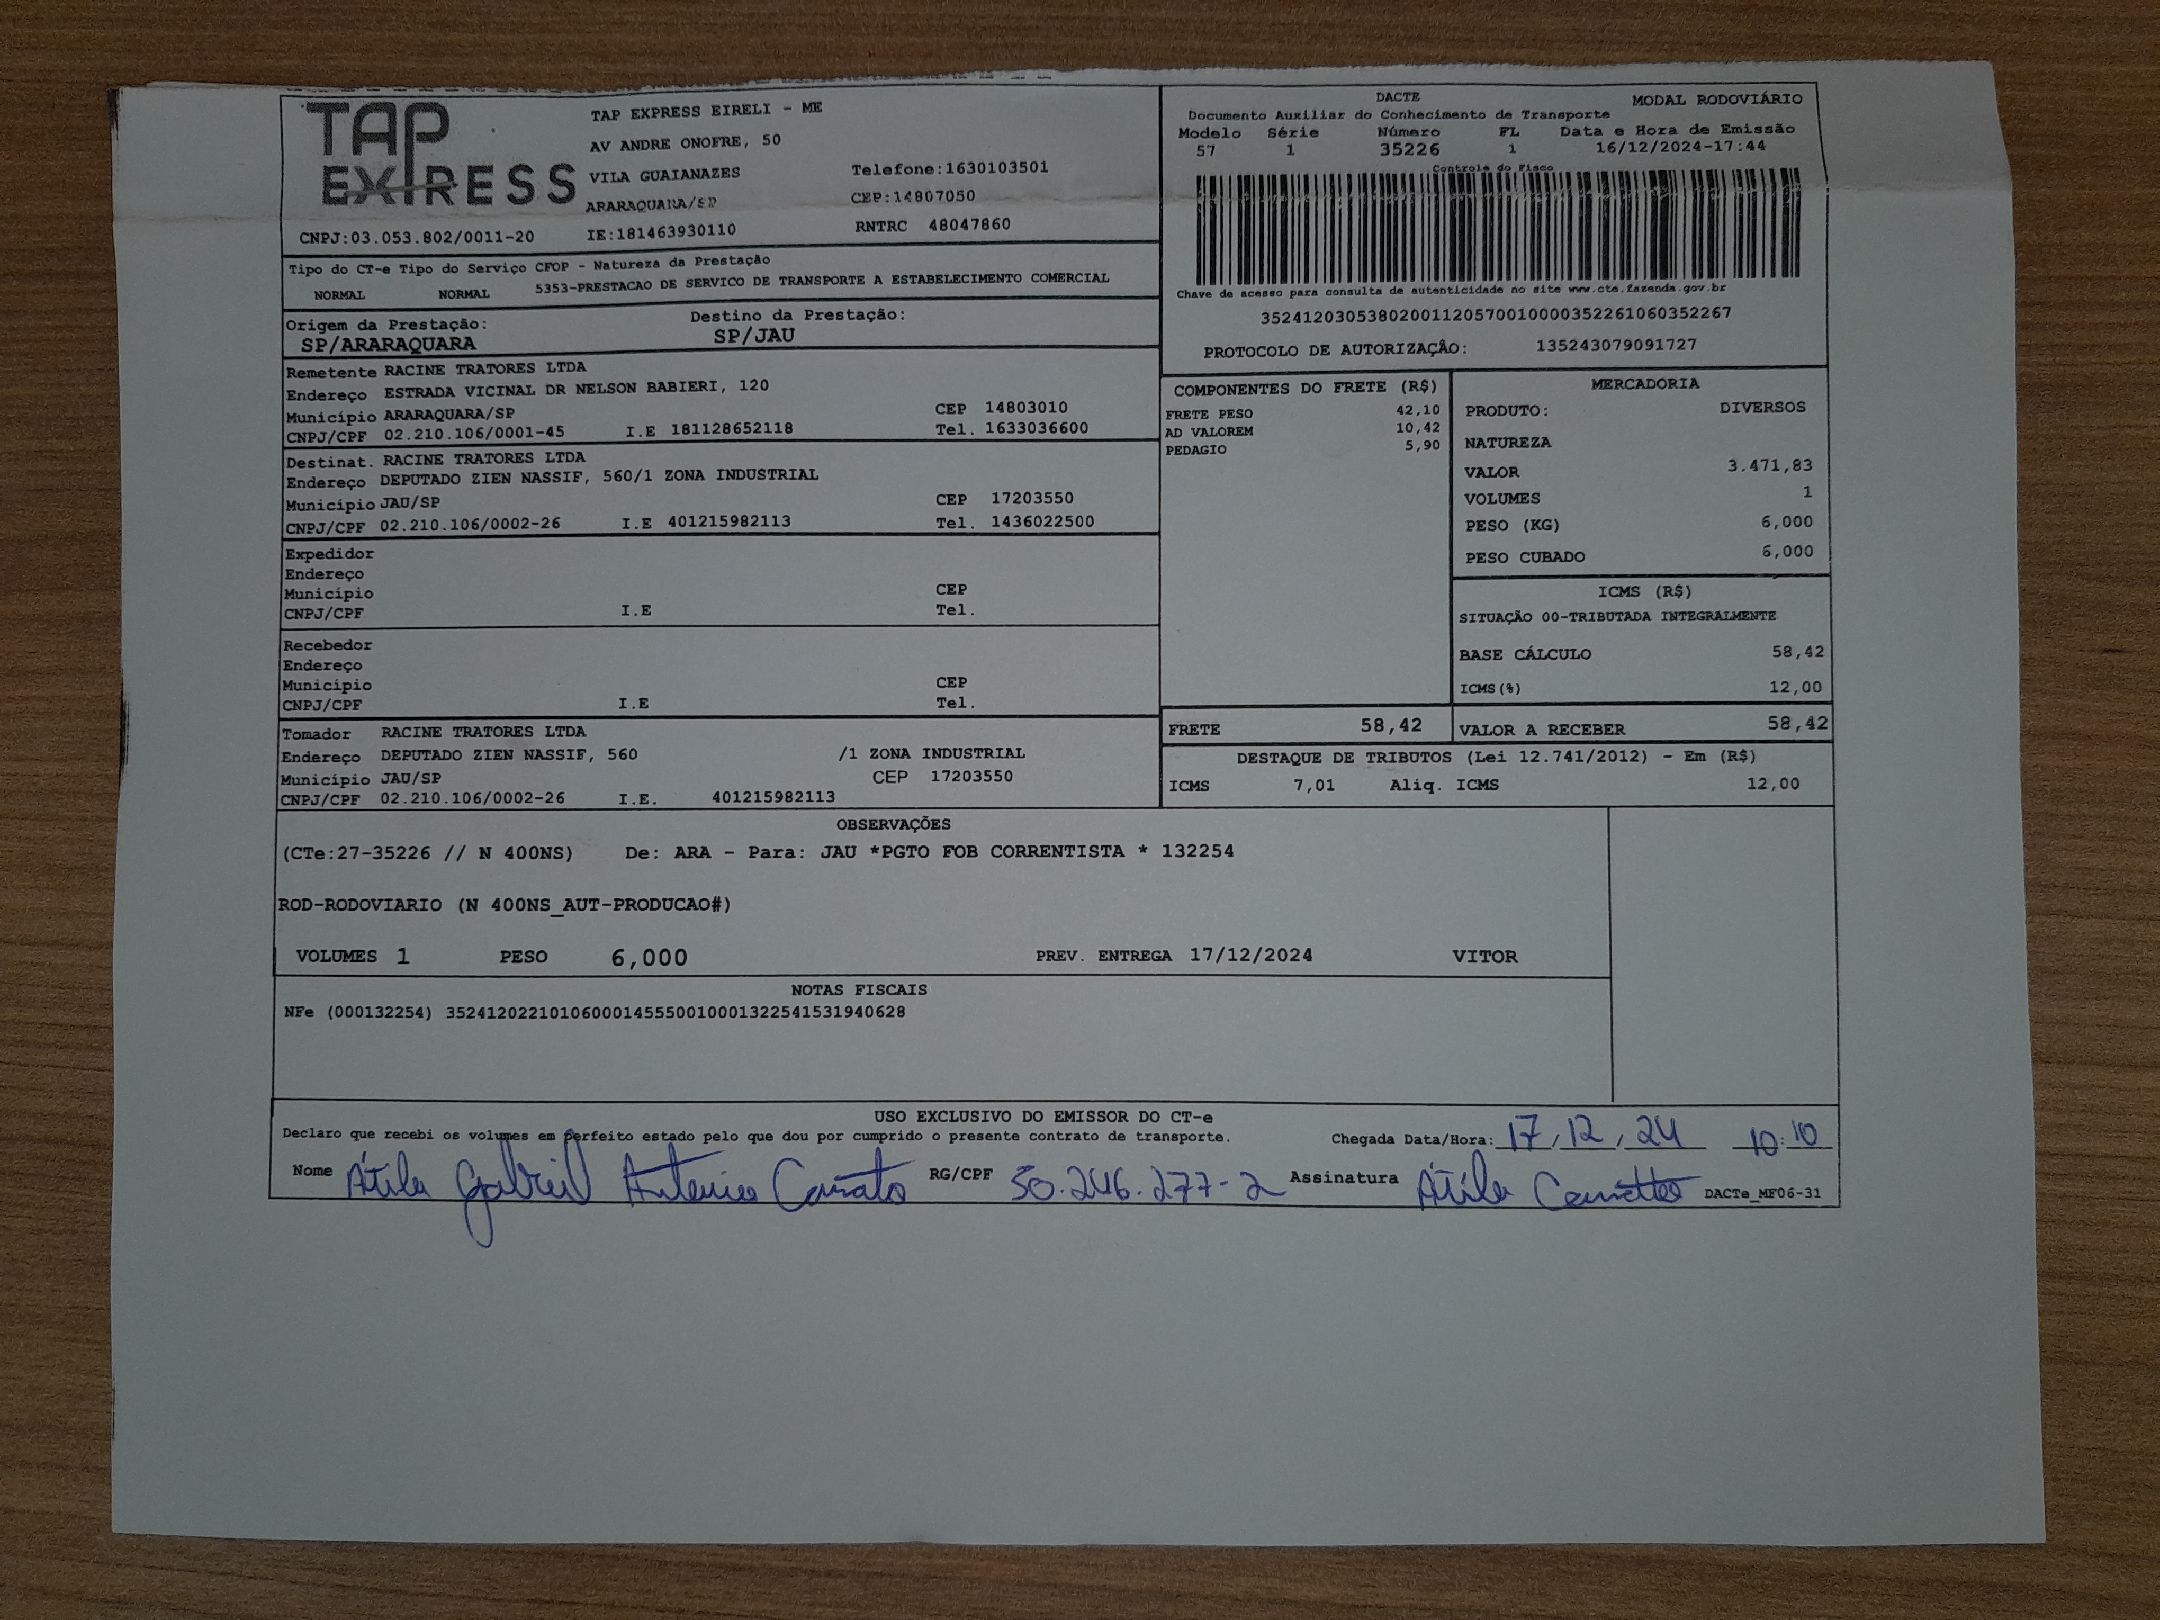 TAP
EXPRESS
TAP EXPRESS EIRELI - ME
AV ANDRE ONOFRE, 50
VILA GUAIANAZES Telefone:1630103501
ARARAQUARA/SP CEP:14807050
CNPJ:03.053.802/0011-20 IE:181463930110 RNTRC 48047860
DACTE MODAL RODOVIÁRIO
Documento Auxiliar do Conhecimento de Transporte
Modelo Série Número FL Data e Hora de Emissão
57 1 35226 1 16/12/2024-17:44
Controle do Fisco
Chave de acesso para consulta de autenticidade no site www.cte.fazenda.gov.br
35241203053802001120570010000352261060352267
PROTOCOLO DE AUTORIZAÇÂO: 135243079091727
Tipo do CT-e Tipo do Serviço CFOP - Natureza da Prestação
NORMAL NORMAL 5353-PRESTACAO DE SERVICO DE TRANSPORTE A ESTABELECIMENTO COMERCIAL
Origem da Prestação: Destino da Prestação:
SP/ARARAQUARA SP/JAU
Remetente RACINE TRATORES LTDA
Endereço ESTRADA VICINAL DR NELSON BABIERI, 120
Município ARARAQUARA/SP CEP 14803010
CNPJ/CPF 02.210.106/0001-45 I.E 181128652118 Tel. 1633036600
Destinat. RACINE TRATORES LTDA
Endereço DEPUTADO ZIEN NASSIF, 560/1 ZONA INDUSTRIAL
Município JAU/SP CEP 17203550
CNPJ/CPF 02.210.106/0002-26 I.E 401215982113 Tel. 1436022500
Expedidor
Endereço
Município CEP
CNPJ/CPF I.E Tel.
Recebedor
Endereço
Município CEP
CNPJ/CPF I.E Tel.
Tomador RACINE TRATORES LTDA
Endereço DEPUTADO ZIEN NASSIF, 560 /1 ZONA INDUSTRIAL
Município JAU/SP CEP 17203550
CNPJ/CPF 02.210.106/0002-26 I.E. 401215982113
COMPONENTES DO FRETE (R$)
FRETE PESO 42,10
AD VALOREM 10,42
PEDAGIO 5,90
MERCADORIA
PRODUTO: DIVERSOS
NATUREZA
VALOR 3.471,83
VOLUMES 1
PESO (KG) 6,000
PESO CUBADO 6,000
ICMS (R$)
SITUAÇÃO 00-TRIBUTADA INTEGRALMENTE
BASE CÁLCULO 58,42
ICMS(%) 12,00
FRETE 58,42 VALOR A RECEBER 58,42
DESTAQUE DE TRIBUTOS (Lei 12.741/2012) - Em (R$)
ICMS 7,01 Aliq. ICMS 12,00
OBSERVAÇÕES
(CTe:27-35226 // N 400NS) De: ARA - Para: JAU *PGTO FOB CORRENTISTA * 132254
ROD-RODOVIARIO (N 400NS_AUT-PRODUCAO#)
VOLUMES 1 PESO 6,000 PREV. ENTREGA 17/12/2024 VITOR
NOTAS FISCAIS
NFe (000132254) 35241202210106000145550010001322541531940628
USO EXCLUSIVO DO EMISSOR DO CT-e
Declaro que recebi os volumes em perfeito estado pelo que dou por cumprido o presente contrato de transporte. Chegada Data/Hora: 17/12/24 10:10
Nome Átila Gabriel Antonio RG/CPF 50.246.277-2 Assinatura Átila DACTe_MF06-31